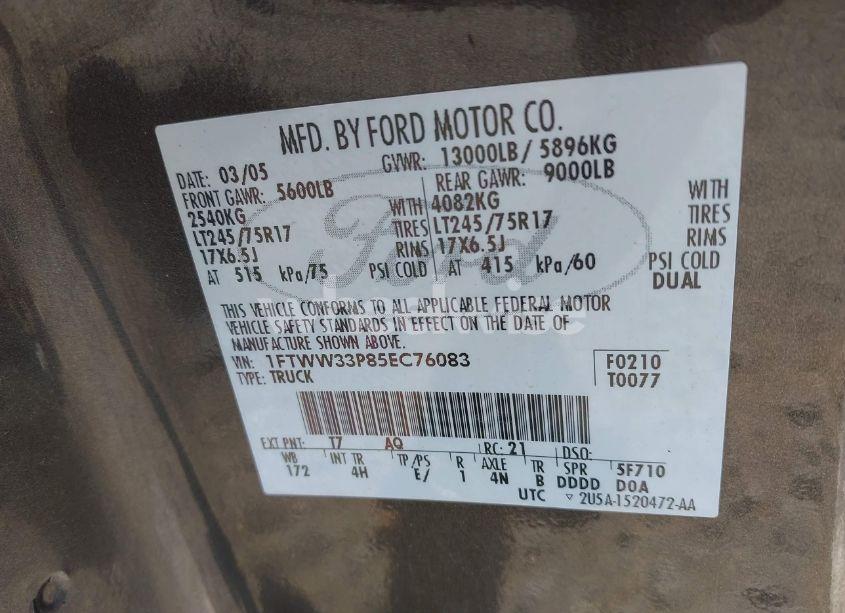 MFD. BY FORD MOTOR CO.
DATE: 03/05 GVWR: 13000LB/ 5896KG
FRONT GAWR: 5600LB REAR GAWR: 9000LB
2540KG WITH 4082KG WITH
LT245/75R17 TIRES LT245/75R17 TIRES
17X6.5J RIMS 17X6.5J RIMS
AT 515 kPa/75 PSI COLD AT 415 kPa/60 PSI COLD
DUAL
THIS VEHICLE CONFORMS TO ALL APPLICABLE FEDERAL MOTOR
VEHICLE SAFETY STANDARDS IN EFFECT ON THE DATE OF
MANUFACTURE SHOWN ABOVE.
VIN: 1FTWW33P85EC76083 F0210
TYPE: TRUCK T0077
EXT PNT: T7 AQ RC: 21 DSO:
WB INT TR TP/PS R AXLE TR SPR 5F710
172 4H E/ 1 4N B DDDD DOA
UTC ▽ 2U5A-1520472-AA
Ford